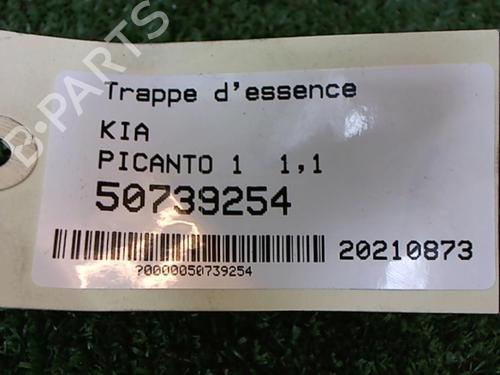 B-PARTS
Trappe d'essence
KIA
PICANTO 1 1,1
50739254
20210873
?0000050739254